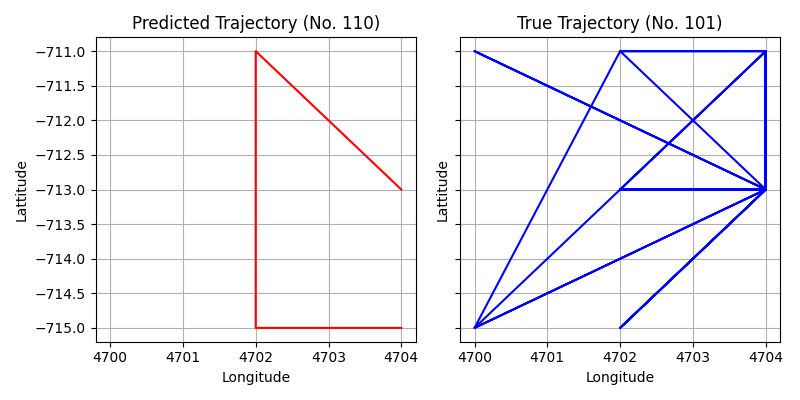 Predicted Trajectory (No. 110)
True Trajectory (No. 101)
−711.0
−711.5
−712.0
−712.5
−713.0
−713.5
−714.0
−714.5
−715.0
Lattitude
Lattitude
4700 4701 4702 4703 4704
4700 4701 4702 4703 4704
Longitude
Longitude